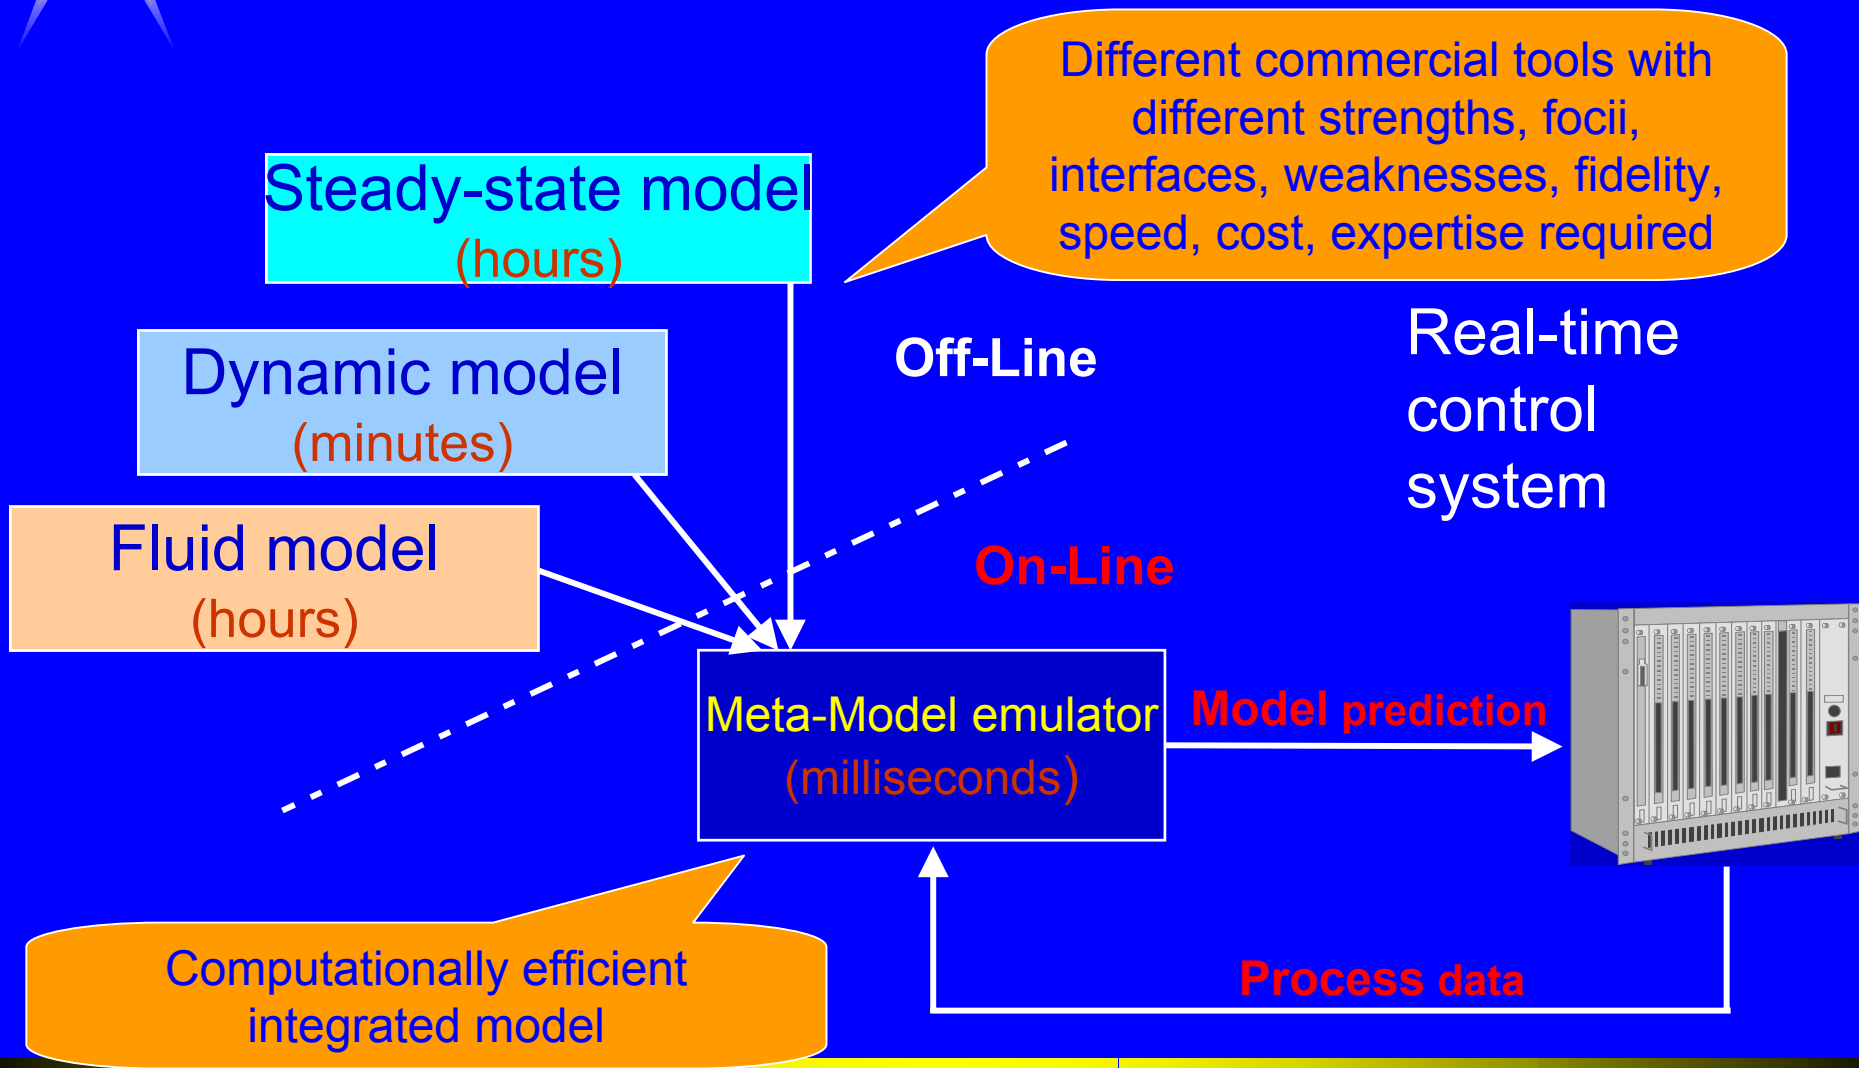 Different commercial tools with
different strengths, focii,
interfaces, weaknesses, fidelity,
speed, cost, expertise required
Steady-state model
(hours)
Dynamic model
(minutes)
Off-Line
Real-time
control
system
Fluid model
(hours)
On-Line
Meta-Model emulator
(milliseconds)
Model prediction
Process data
Computationally efficient
integrated model